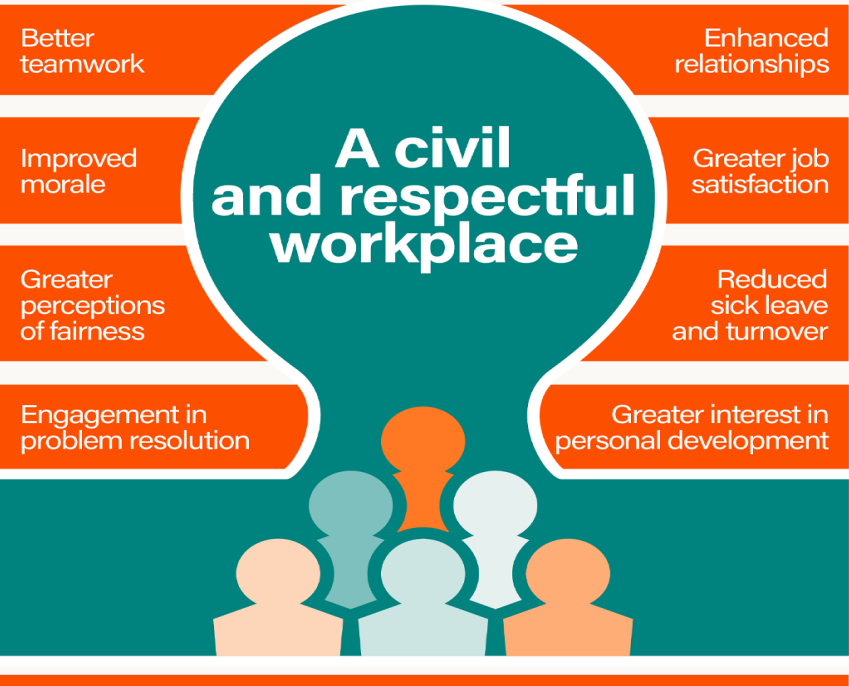 Better
teamwork
Improved
morale
Greater
perceptions
of fairness
Engagement in
problem resolution
A civil
and respectful
workplace
Enhanced
relationships
Greater job
satisfaction
Reduced
sick leave
and turnover
Greater interest in
personal development